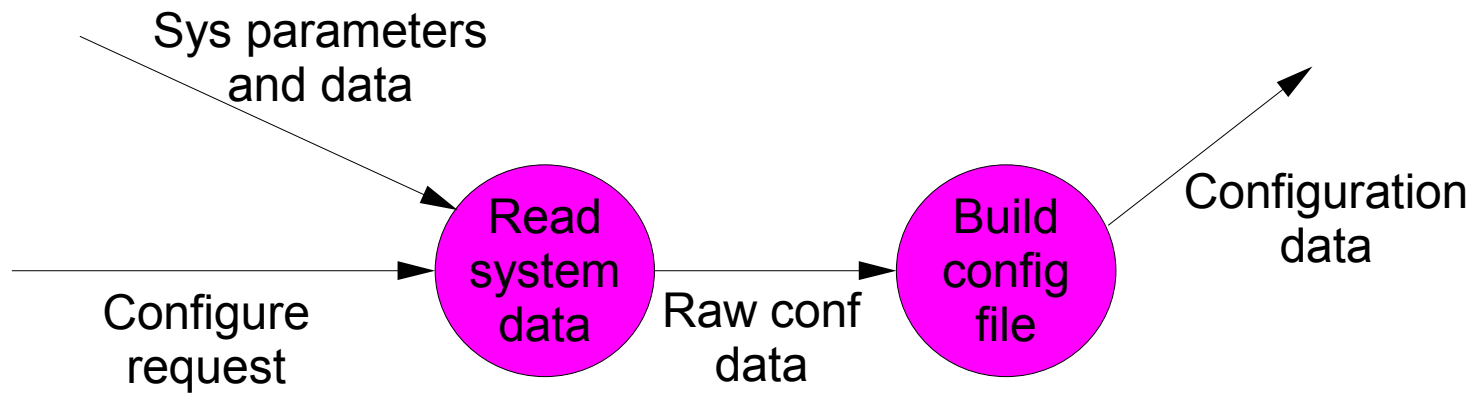 Sys parameters
and data
Read
system
data
Build
config
file
Configuration
data
Configure
request
Raw conf
data